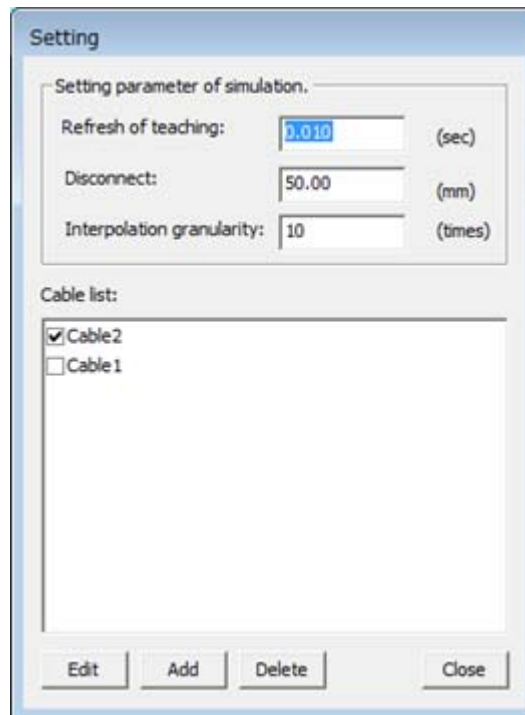 Setting
Setting parameter of simulation.
Refresh of teaching: 0.010 (sec)
Disconnect: 50.00 (mm)
Interpolation granularity: 10 (times)
Cable list:
Cable2
Cable1
Edit Add Delete Close